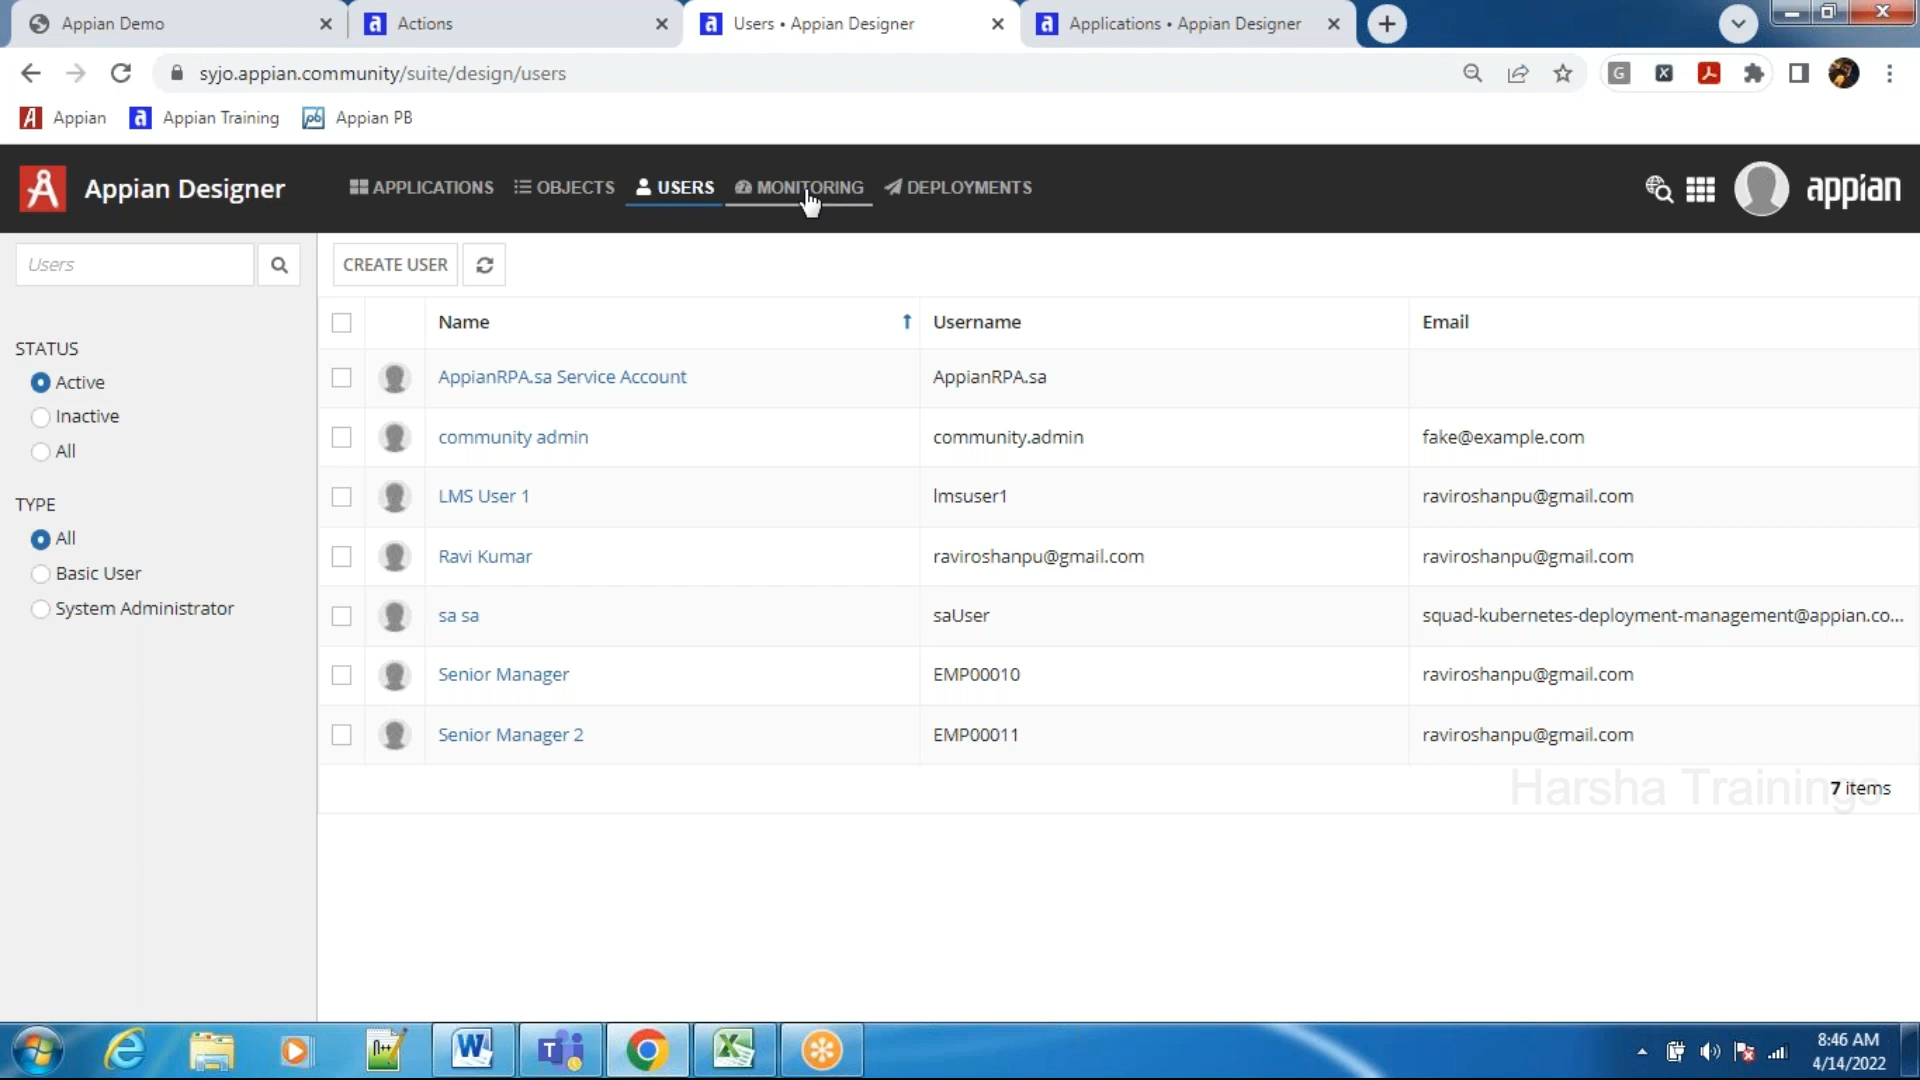 Appian Demo
Actions
Users • Appian Designer
Applications • Appian Designer
syjo.appian.community/suite/design/users
Appian
Appian Training
Appian PB
Appian Designer
APPLICATIONS
OBJECTS
USERS
MONITORING
DEPLOYMENTS
appian
Users
CREATE USER
STATUS
Active
Inactive
All
TYPE
All
Basic User
System Administrator
Name Username Email
AppianRPA.sa Service Account AppianRPA.sa
community admin community.admin fake@example.com
LMS User 1 lmsuser1 raviroshanpu@gmail.com
Ravi Kumar raviroshanpu@gmail.com raviroshanpu@gmail.com
sa sa saUser squad-kubernetes-deployment-management@appian.co...
Senior Manager EMP00010 raviroshanpu@gmail.com
Senior Manager 2 EMP00011 raviroshanpu@gmail.com
Harsha Trainings
7 items
8:46 AM
4/14/2022